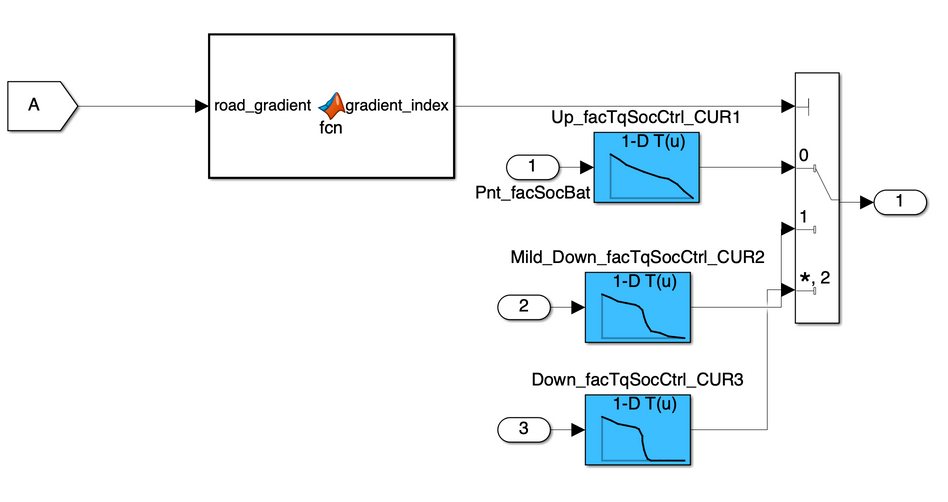 A
road_gradient
gradient_index
fcn
Up_facTqSocCtrl_CUR1
1-D T(u)
1
Pnt_facSocBat
0
1
1
Mild_Down_facTqSocCtrl_CUR2
1-D T(u)
2
*, 2
Down_facTqSocCtrl_CUR3
1-D T(u)
3